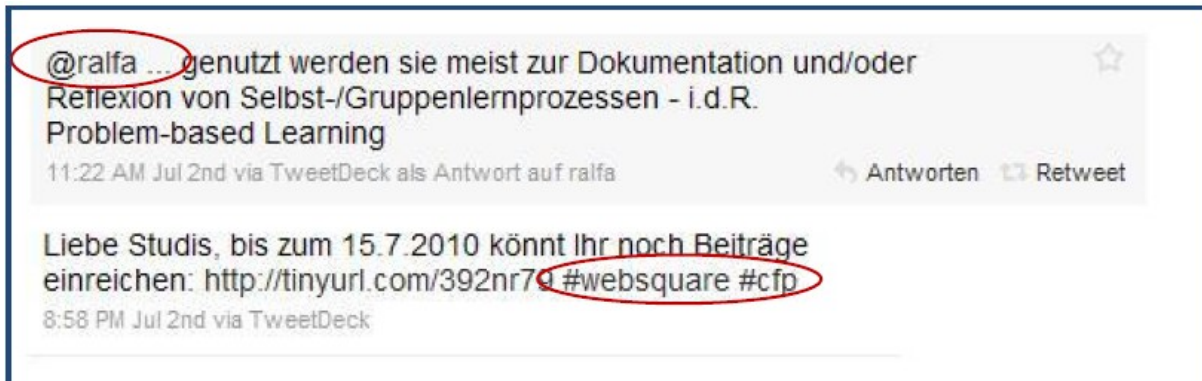 @ralfa ... genutzt werden sie meist zur Dokumentation und/oder
Reflexion von Selbst-/Gruppenlernprozessen - i.d.R.
Problem-based Learning
11:22 AM Jul 2nd via TweetDeck als Antwort auf ralfa Antworten Retweet
Liebe Studis, bis zum 15.7.2010 könnt Ihr noch Beiträge
einreichen: http://tinyurl.com/392nr79 #websquare #cfp
8:58 PM Jul 2nd via TweetDeck